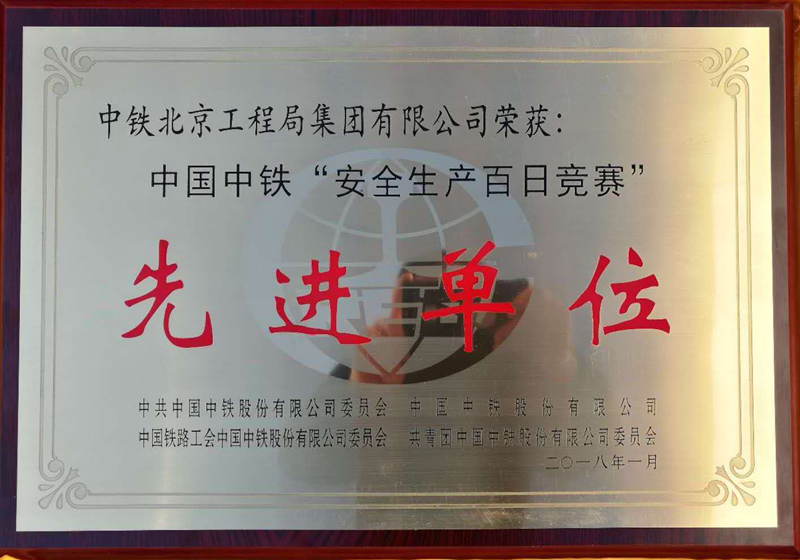 中铁北京工程局集团有限公司荣获：
中国中铁“安全生产百日竞赛”
先进单位
中共中国中铁股份有限公司委员会 中国中铁股份有限公司
中国铁路工会中国中铁股份有限公司委员会 共青团中国中铁股份有限公司委员会
二〇一八年一月